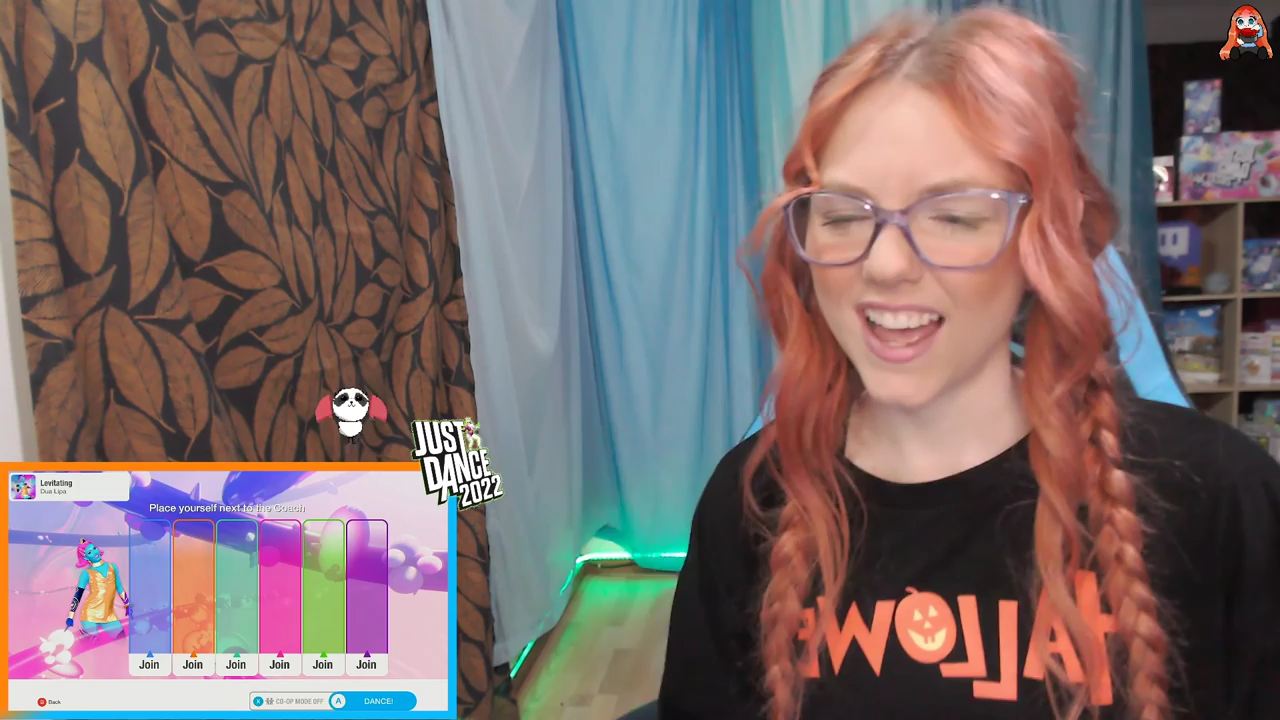 JUST
DANCE
2022
Levitating
Dua Lipa
Place yourself next to the Coach
Join
Join
Join
Join
Join
Join
Back
X CO-OP MODE OFF
A DANCE!
HALLOWE